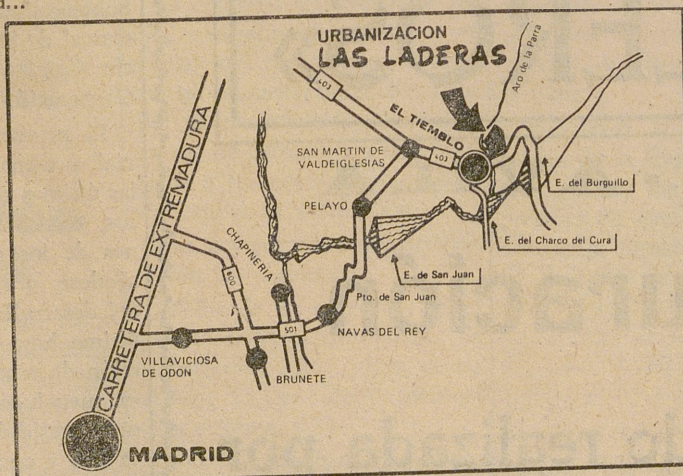 URBANIZACION
LAS LADERAS
Aro de la Parra
403
EL TIEMBLO
SAN MARTIN DE
VALDEIGLESIAS
403
E. del Burguillo
PELAYO
CARRETERA DE EXTREMADURA
CHAPINERIA
E. del Charco del Cura
E. de San Juan
600
Pto. de San Juan
501
NAVAS DEL REY
VILLAVICIOSA
DE ODON
BRUNETE
MADRID